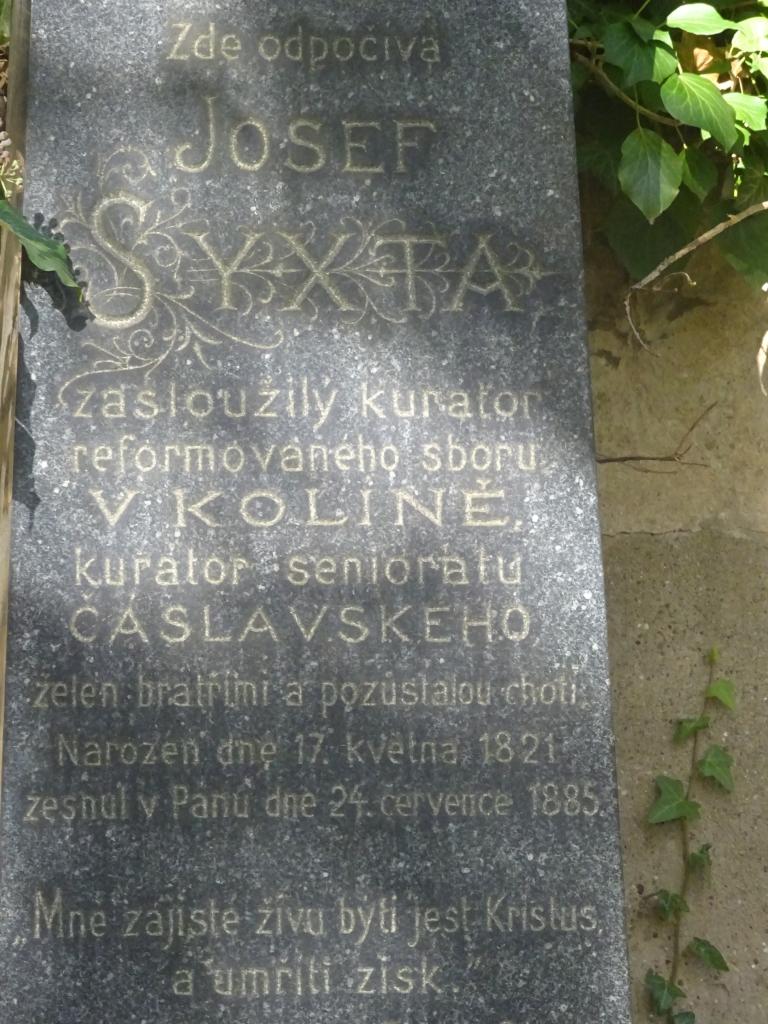 Zde odpočívá
JOSEF
SYXTA
zasloužilý kurátor
reformovaného sboru
V KOLÍNĚ,
kurátor seniorátu
ČÁSLAVSKÉHO
želen bratřími a pozůstalou chotí.
Narozen dne 17. května 1821
zesnul v Pánu dne 24. července 1885.
„Mně zajisté živu býti jest Kristus,
a umříti zisk."